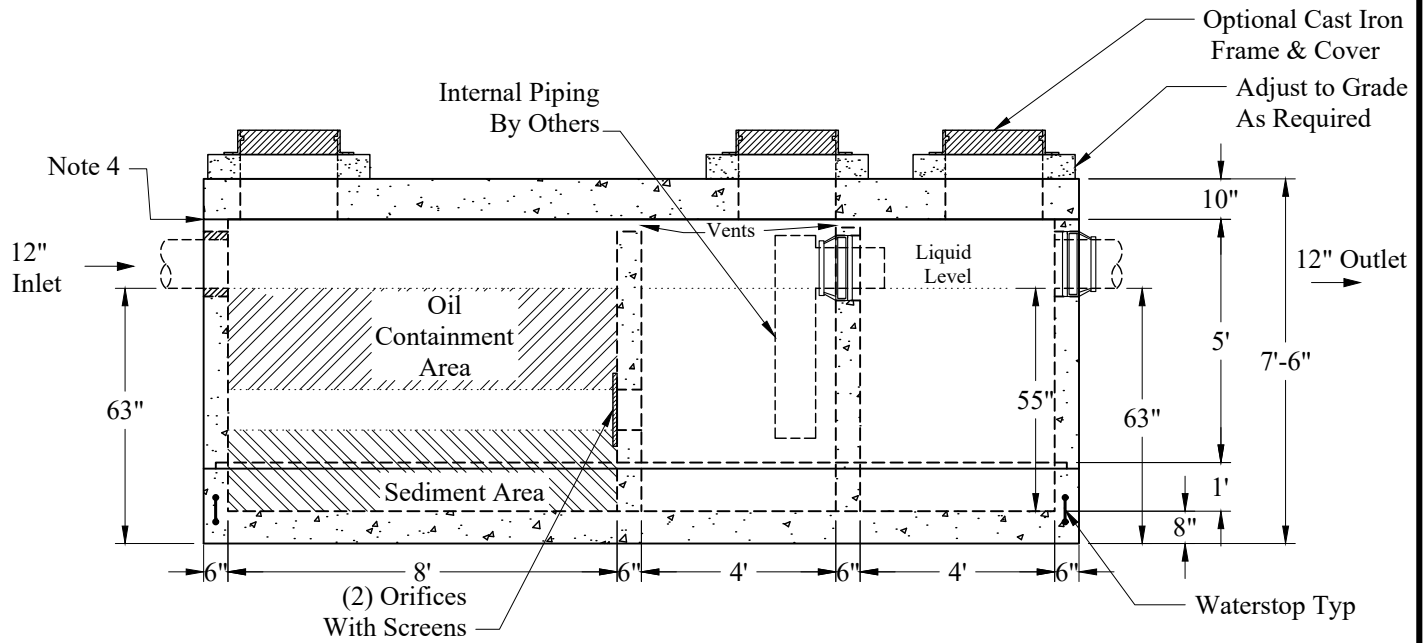 Optional Cast Iron
Frame & Cover
Internal Piping
By Others
Adjust to Grade
As Required
Note 4
10"
Vents
12"
Inlet
Liquid
Level
12" Outlet
Oil
Containment
Area
5'
7'-6"
63"
55"
63"
Sediment Area
1'
8"
6"
8'
6"
4'
6"
4'
6"
(2) Orifices
With Screens
Waterstop Typ